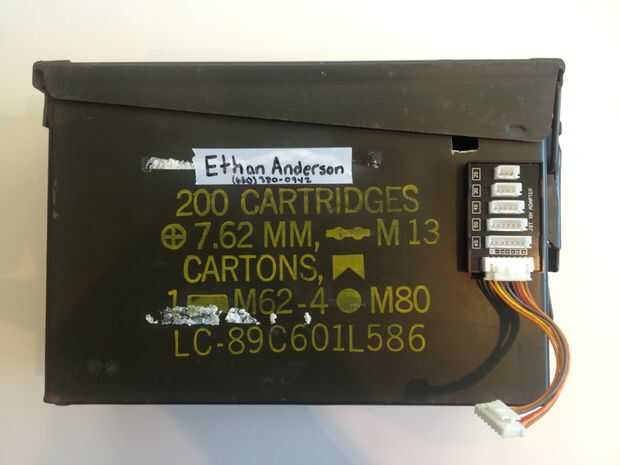 Ethan Anderson
200 CARTRIDGES
7.62 MM, M 13
CARTONS,
1 M62-4 M80
LC-89C601L586